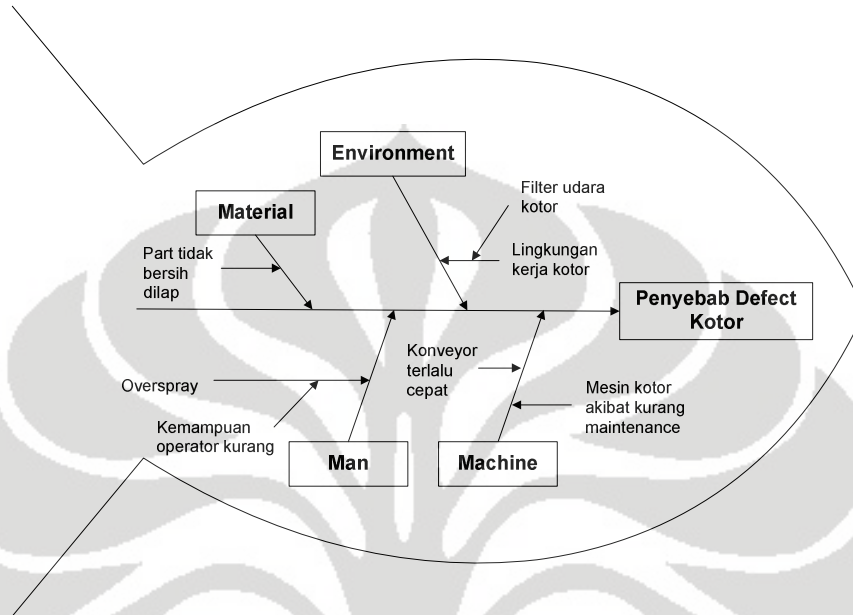 Environment
Filter udara
kotor
Material
Part tidak
bersih
dilap
Lingkungan
kerja kotor
Penyebab Defect
Kotor
Konveyor
terlalu
cepat
Overspray
Mesin kotor
akibat kurang
maintenance
Kemampuan
operator kurang
Man
Machine